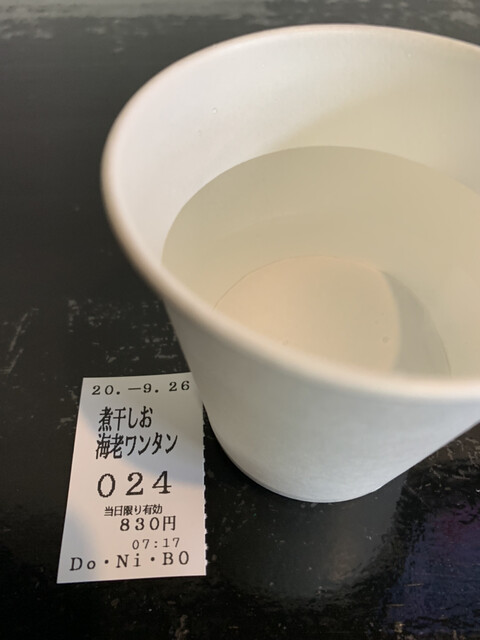 20.－9.26
煮干しお
海老ワンタン
024
当日限り有効
830円
07:17
Do・Ni・BO